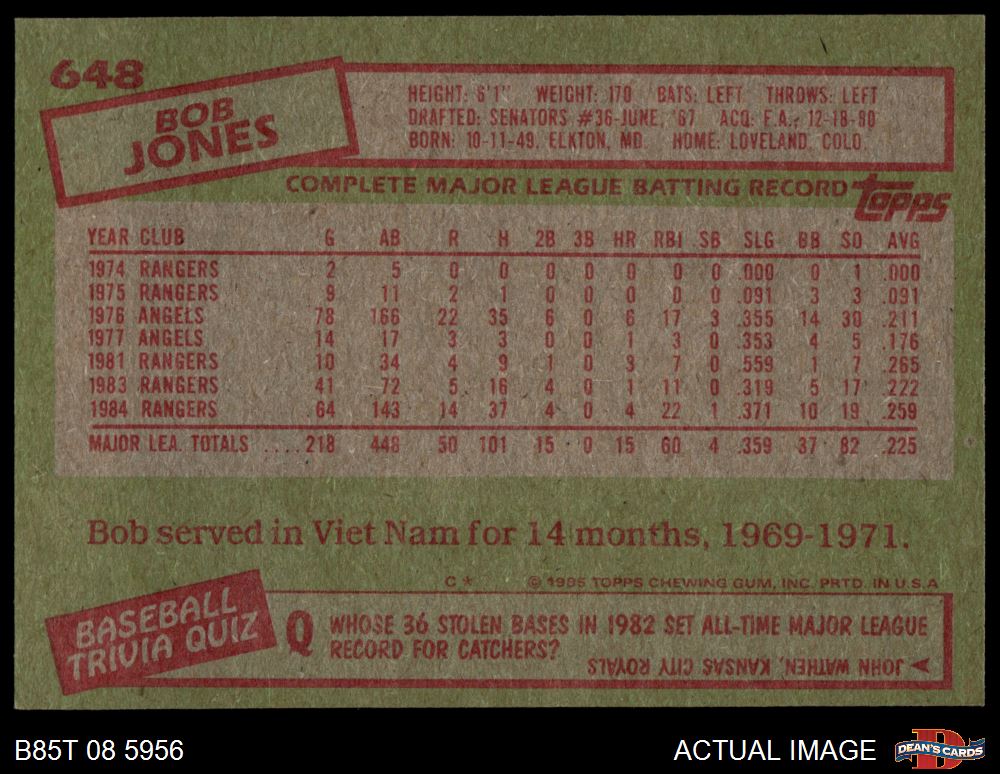 648
BOB
JONES
HEIGHT: 6'1" WEIGHT: 170 BATS: LEFT THROWS: LEFT
DRAFTED: SENATORS #36-JUNE, '67 ACQ: F.A., 12-18-80
BORN: 10-11-49, ELKTON, MD. HOME: LOVELAND, COLO.
COMPLETE MAJOR LEAGUE BATTING RECORD topps
YEAR CLUB G AB R H 2B 3B HR RBI SB SLG BB SO AVG
1974 RANGERS 2 5 0 0 0 0 0 0 0 .000 0 1 .000
1975 RANGERS 9 11 2 1 0 0 0 0 0 .091 3 3 .091
1976 ANGELS 78 166 22 35 6 0 6 17 3 .355 14 30 .211
1977 ANGELS 14 17 3 3 0 0 1 3 0 .353 4 5 .176
1981 RANGERS 10 34 4 9 1 0 3 7 0 .559 1 7 .265
1983 RANGERS 41 72 5 16 4 0 1 11 0 .319 5 17 .222
1984 RANGERS 64 143 14 37 4 0 4 22 1 .371 10 19 .259
MAJOR LEA. TOTALS ....218 448 50 101 15 0 15 60 4 .359 37 82 .225
Bob served in Viet Nam for 14 months, 1969-1971.
C* © 1985 TOPPS CHEWING GUM, INC. PRTD. IN U.S.A
BASEBALL
TRIVIA QUIZ
Q WHOSE 36 STOLEN BASES IN 1982 SET ALL-TIME MAJOR LEAGUE
RECORD FOR CATCHERS?
JOHN WATHEN, KANSAS CITY ROYALS
B85T 08 5956
ACTUAL IMAGE
DEAN'S CARDS